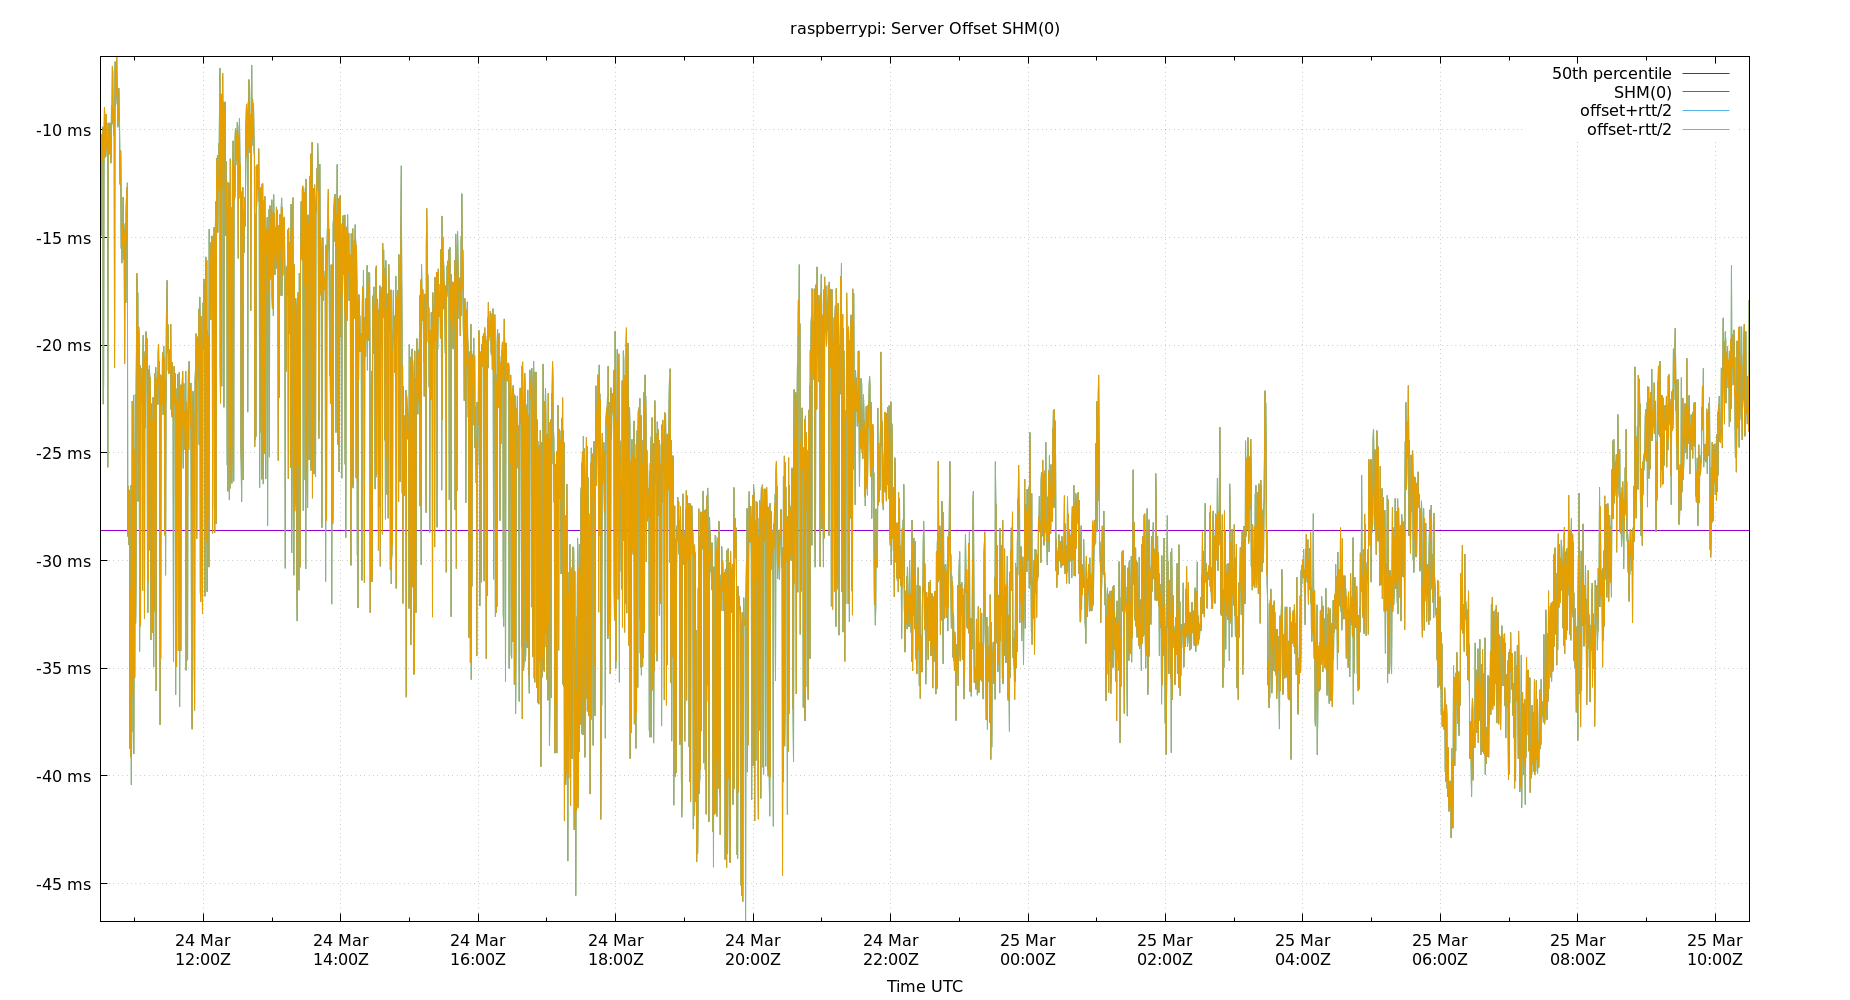 raspberrypi: Server Offset SHM(0)
50th percentile
SHM(0)
offset+rtt/2
offset-rtt/2
-10 ms
-15 ms
-20 ms
-25 ms
-30 ms
-35 ms
-40 ms
-45 ms
24 Mar 24 Mar 24 Mar 24 Mar 24 Mar 24 Mar 25 Mar 25 Mar 25 Mar 25 Mar 25 Mar 25 Mar
12:00Z 14:00Z 16:00Z 18:00Z 20:00Z 22:00Z 00:00Z 02:00Z 04:00Z 06:00Z 08:00Z 10:00Z
Time UTC